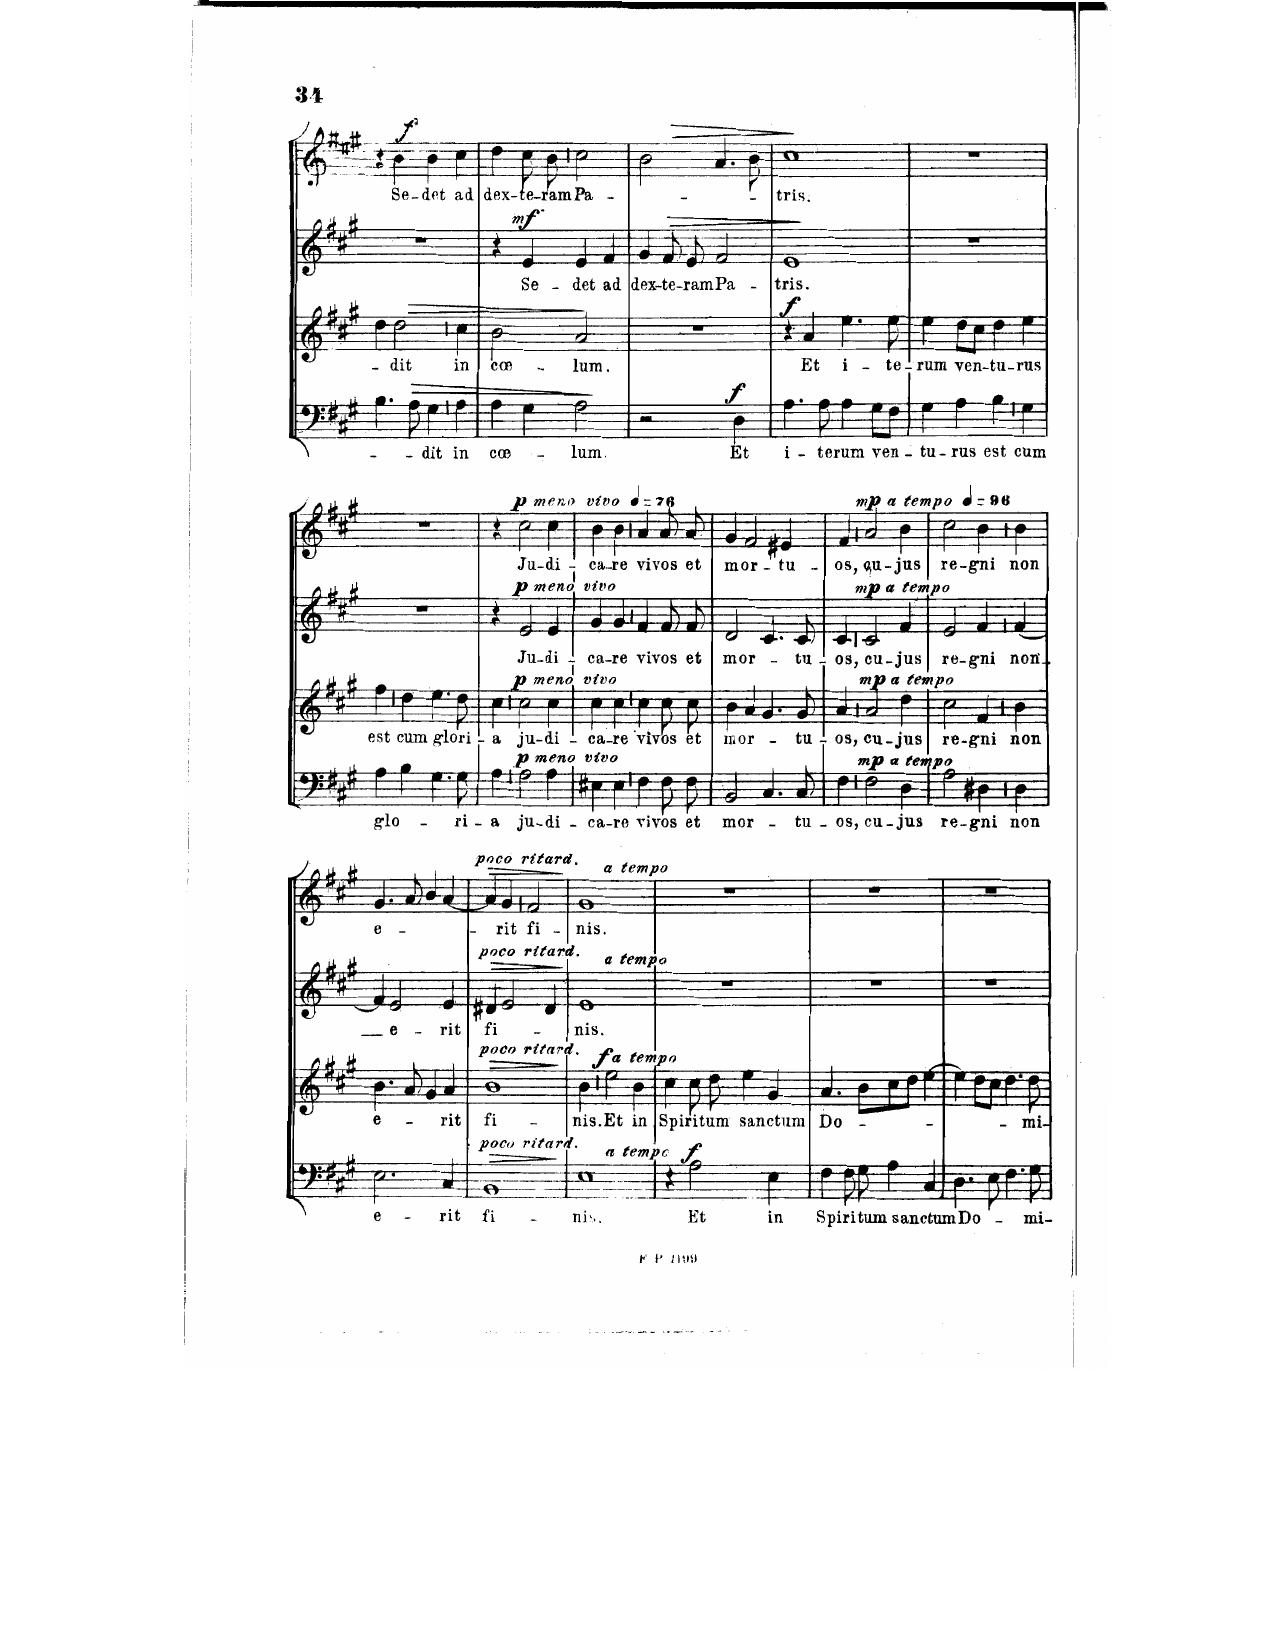 34
f
Se - det ad dex - te - ram Pa - - - tris.
mf
Se - det ad dex - te - ram Pa - tris.
f
- dit in cœ - lum. Et i - te - rum ven - tu - rus
f
- - dit in cœ - lum. Et i - terum ven - tu - rus est cum
p meno vivo ♩ = 76 mp a tempo ♩ = 96
Ju - di - ca - re vivos et mor - tu - os, cu - jus re - gni non
p meno vivo mp a tempo
Ju - di - ca - re vivos et mor - tu - os, cu - jus re - gni non
p meno vivo mp a tempo
est cum glori - a ju - di - ca - re vivos et mor - tu - os, cu - jus re - gni non
p meno vivo mp a tempo
glo - ri - a ju - di - ca - re vivos et mor - tu - os, cu - jus re - gni non
poco ritard. a tempo
e - - rit fi - nis.
poco ritard. a tempo
e - rit fi - nis.
poco ritard. f a tempo
e - rit fi - nis. Et in Spiritum sanctum Do - - - mi -
poco ritard. a tempo f
e - rit fi - nis. Et in Spiritum sanctum Do - mi -